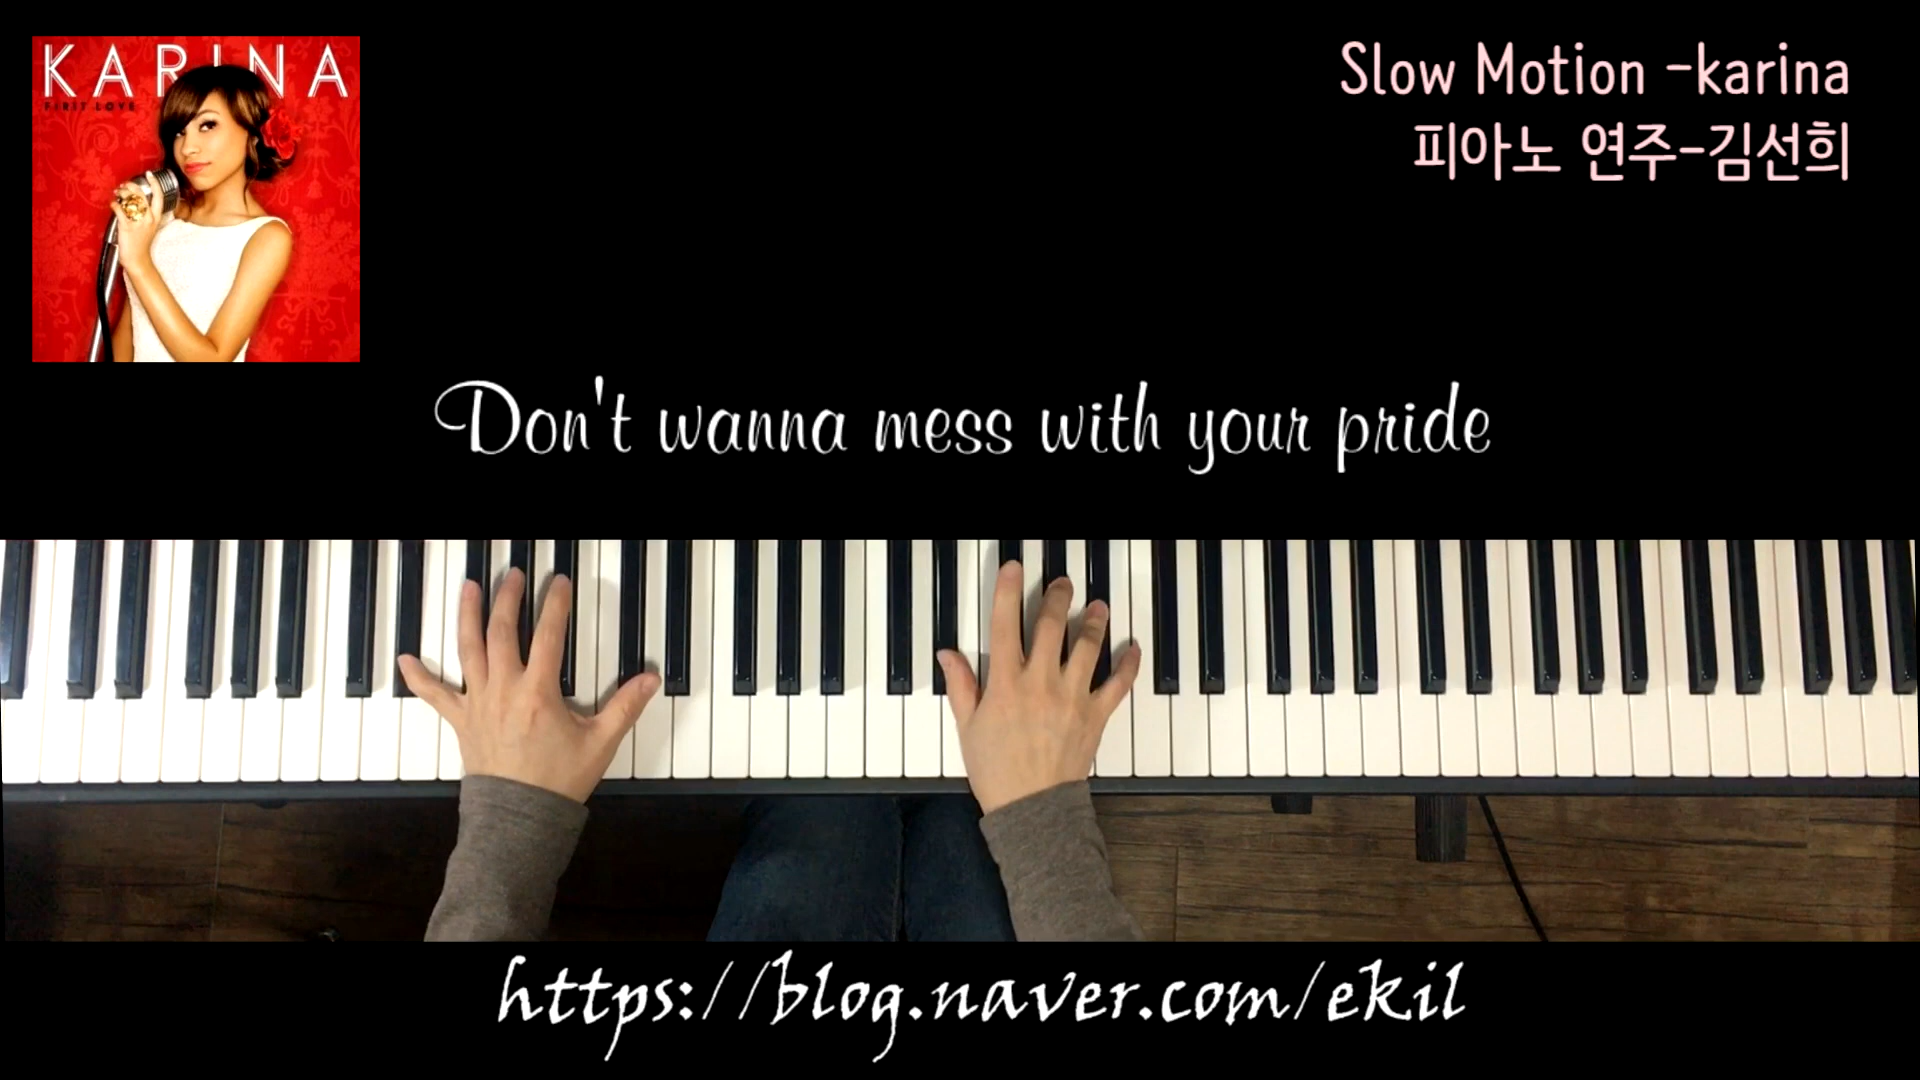 KARINA
FIRST LOVE
Slow Motion -karina
피아노 연주-김선희
Don't wanna mess with your pride
https://blog.naver.com/ekil